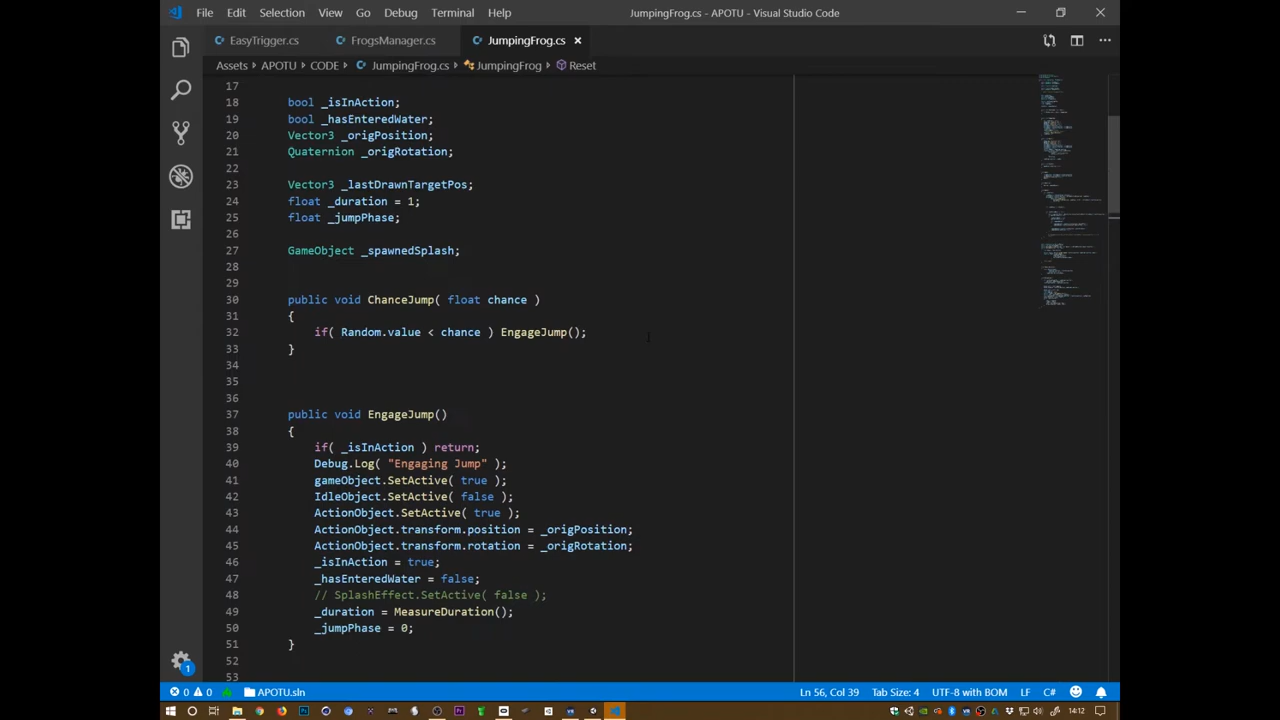 File Edit Selection View Go Debug Terminal Help JumpingFrog.cs - APOTU - Visual Studio Code
EasyTrigger.cs FrogsManager.cs JumpingFrog.cs
Assets APOTU CODE JumpingFrog.cs JumpingFrog Reset
17
18 bool _isInAction;
19 bool _hasEnteredWater;
20 Vector3 _origPosition;
21 Quaternion _origRotation;
22
23 Vector3 _lastDrawnTargetPos;
24 float _duration = 1;
25 float _jumpPhase;
26
27 GameObject _spawnedSplash;
28
29
30 public void ChanceJump( float chance )
31 {
32 if( Random.value < chance ) EngageJump();
33 }
34
35
36
37 public void EngageJump()
38 {
39 if( _isInAction ) return;
40 Debug.Log( "Engaging Jump" );
41 gameObject.SetActive( true );
42 IdleObject.SetActive( false );
43 ActionObject.SetActive( true );
44 ActionObject.transform.position = _origPosition;
45 ActionObject.transform.rotation = _origRotation;
46 _isInAction = true;
47 _hasEnteredWater = false;
48 // SplashEffect.SetActive( false );
49 _duration = MeasureDuration();
50 _jumpPhase = 0;
51 }
52
53
1
0 0 APOTU.sln Ln 56, Col 39 Tab Size: 4 UTF-8 with BOM LF C#
14:12